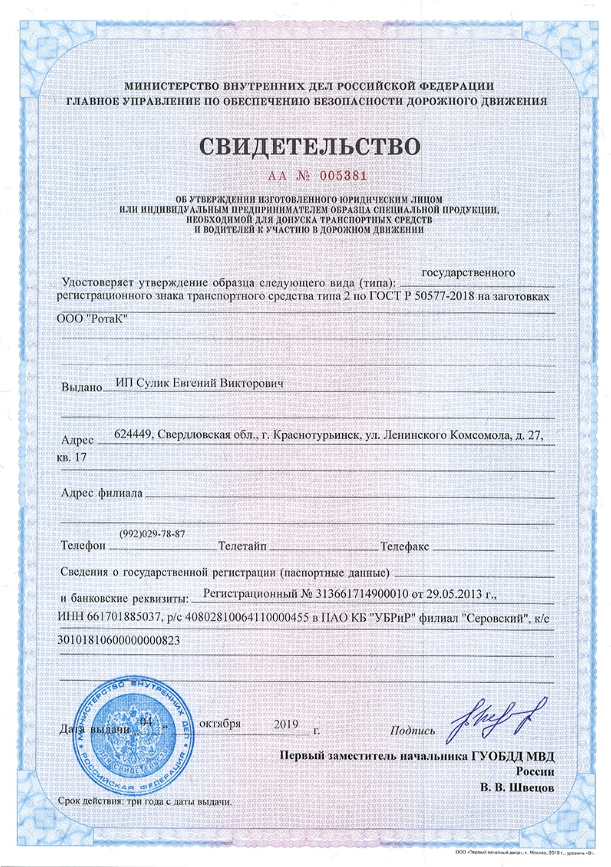 МИНИСТЕРСТВО ВНУТРЕННИХ ДЕЛ РОССИЙСКОЙ ФЕДЕРАЦИИ
ГЛАВНОЕ УПРАВЛЕНИЕ ПО ОБЕСПЕЧЕНИЮ БЕЗОПАСНОСТИ ДОРОЖНОГО ДВИЖЕНИЯ
СВИДЕТЕЛЬСТВО
АА № 005381
ОБ УТВЕРЖДЕНИИ ИЗГОТОВЛЕННОГО ЮРИДИЧЕСКИМ ЛИЦОМ
ИЛИ ИНДИВИДУАЛЬНЫМ ПРЕДПРИНИМАТЕЛЕМ ОБРАЗЦА СПЕЦИАЛЬНОЙ ПРОДУКЦИИ,
НЕОБХОДИМОЙ ДЛЯ ДОПУСКА ТРАНСПОРТНЫХ СРЕДСТВ
И ВОДИТЕЛЕЙ К УЧАСТИЮ В ДОРОЖНОМ ДВИЖЕНИИ
Удостоверяет утверждение образца следующего вида (типа): государственного
регистрационного знака транспортного средства типа 2 по ГОСТ Р 50577-2018 на заготовках
ООО "РотаК"
Выдано ИП Сулик Евгений Викторович
Адрес 624449, Свердловская обл., г. Краснотурьинск, ул. Ленинского Комсомола, д. 27,
кв. 17
Адрес филиала
Телефон (992)029-78-87 Телетайп Телефакс
Сведения о государственной регистрации (паспортные данные)
и банковские реквизиты: Регистрационный № 313661714900010 от 29.05.2013 г.,
ИНН 661701885037, р/с 40802810064110000455 в ПАО КБ "УБРиР" филиал "Серовский", к/с
30101810600000000823
МИНИСТЕРСТВО ВНУТРЕННИХ ДЕЛ
РОССИЙСКАЯ ФЕДЕРАЦИЯ
Дата выдачи " 04 " октября 2019 г. Подпись
Первый заместитель начальника ГУОБДД МВД
России
В. В. Швецов
Срок действия: три года с даты выдачи.
ООО «Первый печатный двор», г. Москва, 2019 г., уровень «В»